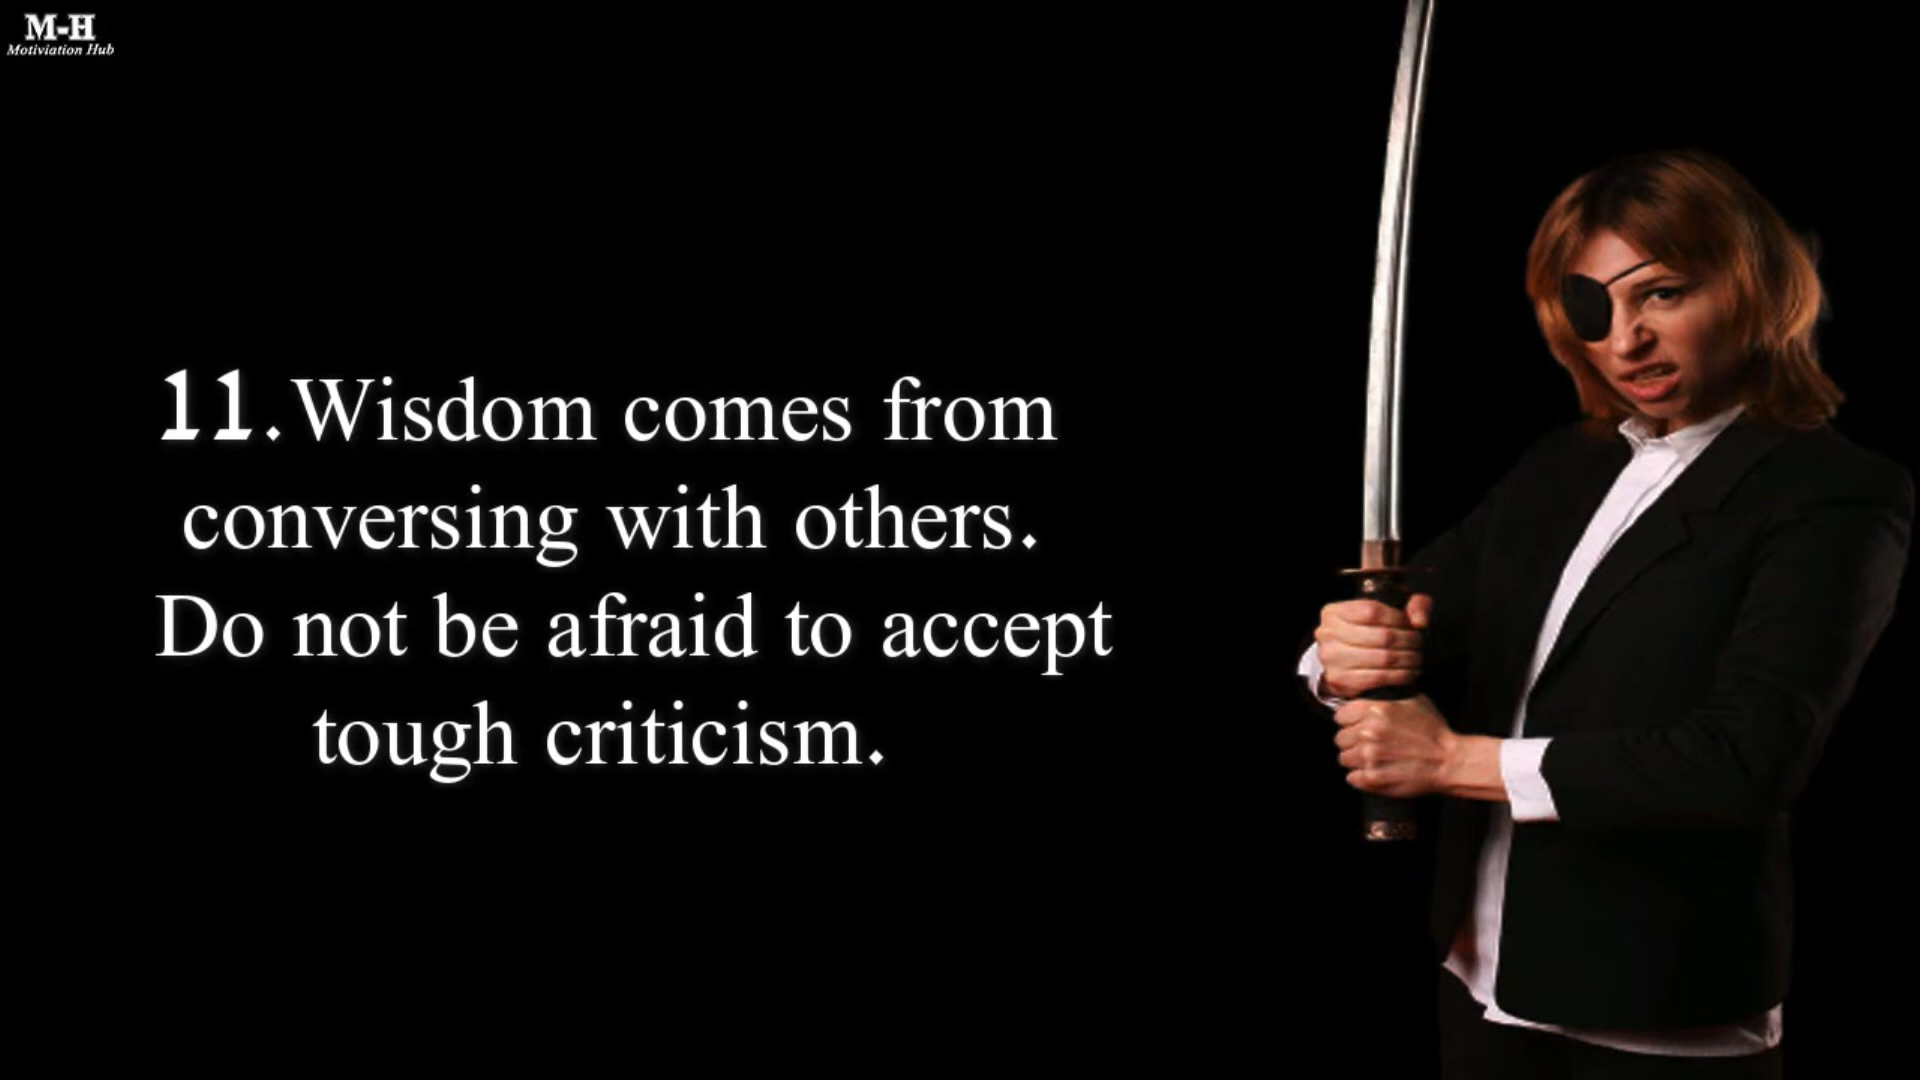 M-H
Motiviation Hub
11.Wisdom comes from
conversing with others.
Do not be afraid to accept
tough criticism.